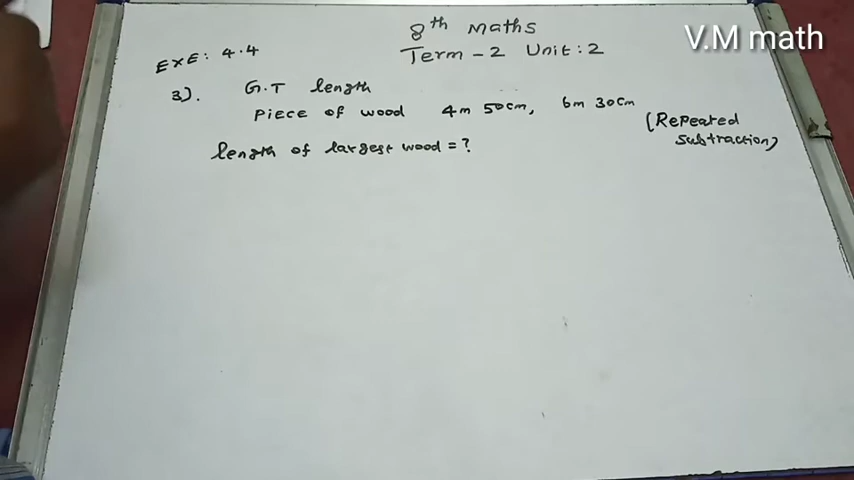 8th Maths
V.M math
EXE: 4.4
Term - 2 Unit: 2
3). G.T length
Piece of wood 4m 50cm, 6m 30cm
(Repeated
subtraction)
length of largest wood = ?